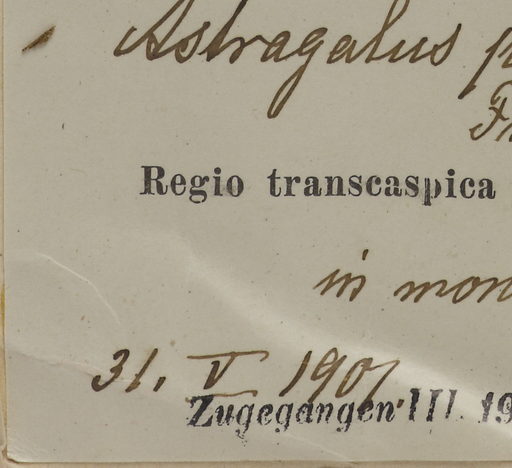 Astragalus
Regio transcaspica
in
31. V 1901
Zugegangen III. 19